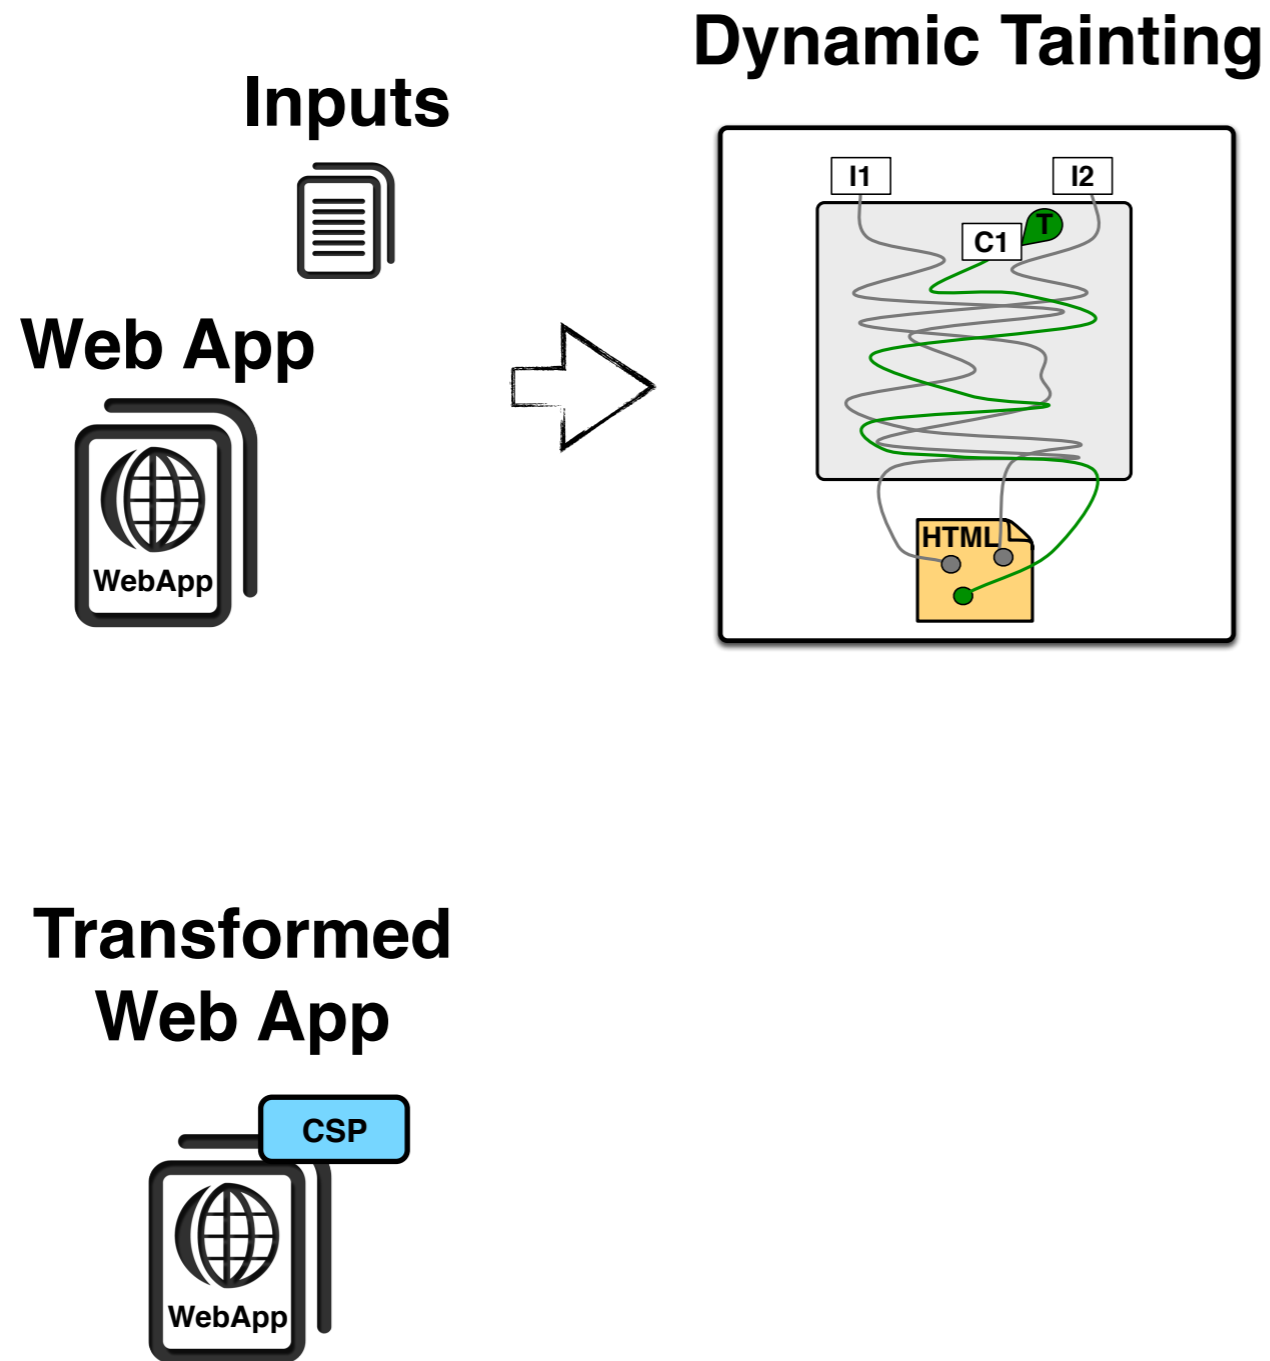 Dynamic Tainting
Inputs
I1
I2
T
C1
Web App
HTML
WebApp
Transformed
Web App
CSP
WebApp